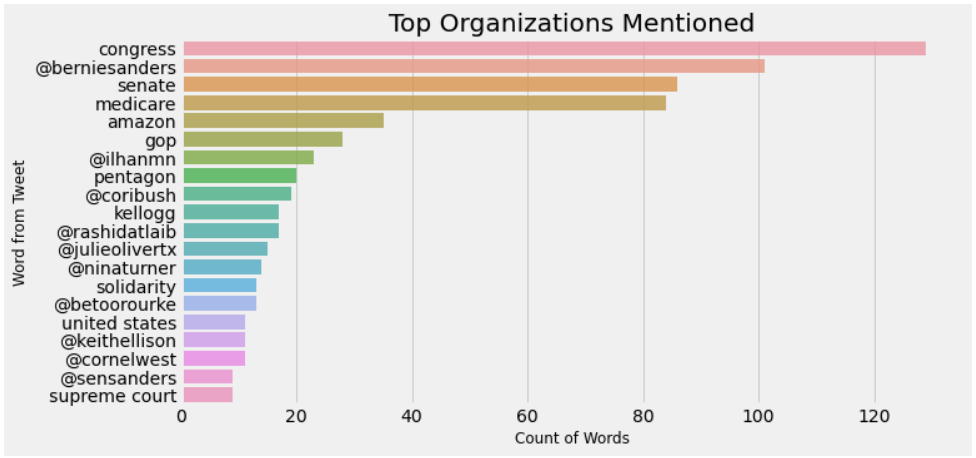 Top Organizations Mentioned
congress
@berniesanders
senate
medicare
amazon
gop
@ilhanmn
pentagon
@coribush
kellogg
@rashidatlaib
@julieolivertx
@ninaturner
solidarity
@betoorourke
united states
@keithellison
@cornelwest
@sensanders
supreme court
Word from Tweet
0 20 40 60 80 100 120
Count of Words